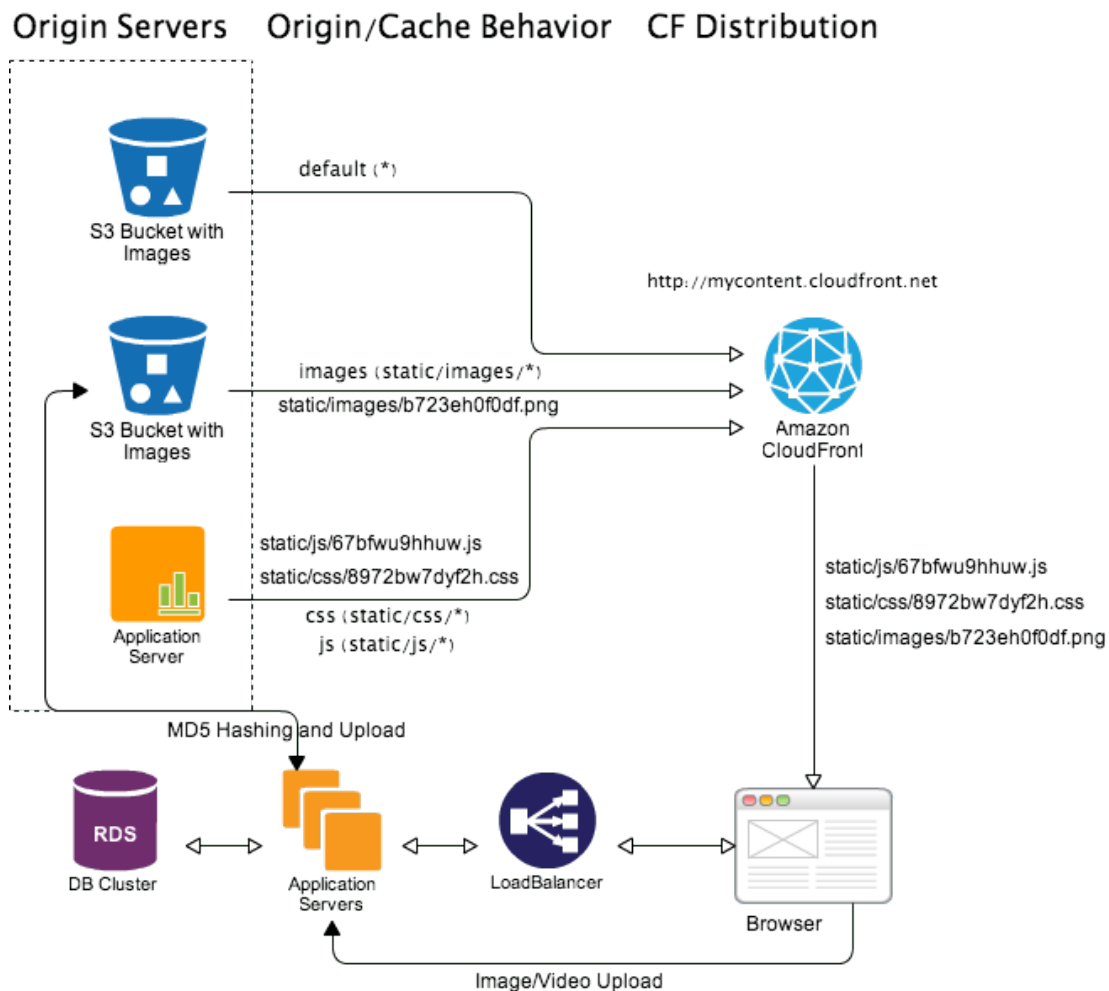 Origin Servers
Origin/Cache Behavior
CF Distribution
default (*)
S3 Bucket with
Images
http://mycontent.cloudfront.net
images (static/images/*)
static/images/b723eh0f0df.png
S3 Bucket with
Images
Amazon
CloudFront
static/js/67bfwu9hhuw.js
static/css/8972bw7dyf2h.css
css (static/css/*)
js (static/js/*)
Application
Server
static/js/67bfwu9hhuw.js
static/css/8972bw7dyf2h.css
static/images/b723eh0f0df.png
MD5 Hashing and Upload
RDS
DB Cluster
Application
Servers
LoadBalancer
Browser
Image/Video Upload